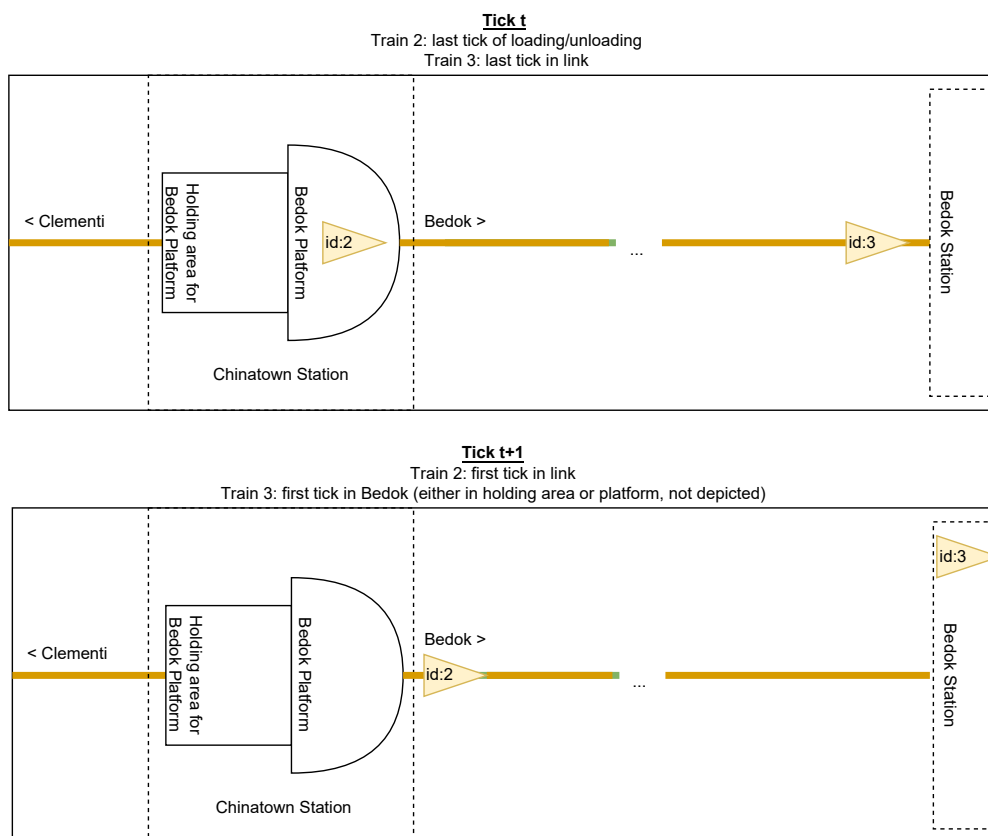 Tick t
Train 2: last tick of loading/unloading
Train 3: last tick in link
< Clementi
Holding area for
Bedok Platform
Bedok Platform
id:2
Bedok >
...
id:3
Bedok Station
Chinatown Station
Tick t+1
Train 2: first tick in link
Train 3: first tick in Bedok (either in holding area or platform, not depicted)
< Clementi
Holding area for
Bedok Platform
Bedok Platform
Bedok >
id:2
...
id:3
Bedok Station
Chinatown Station